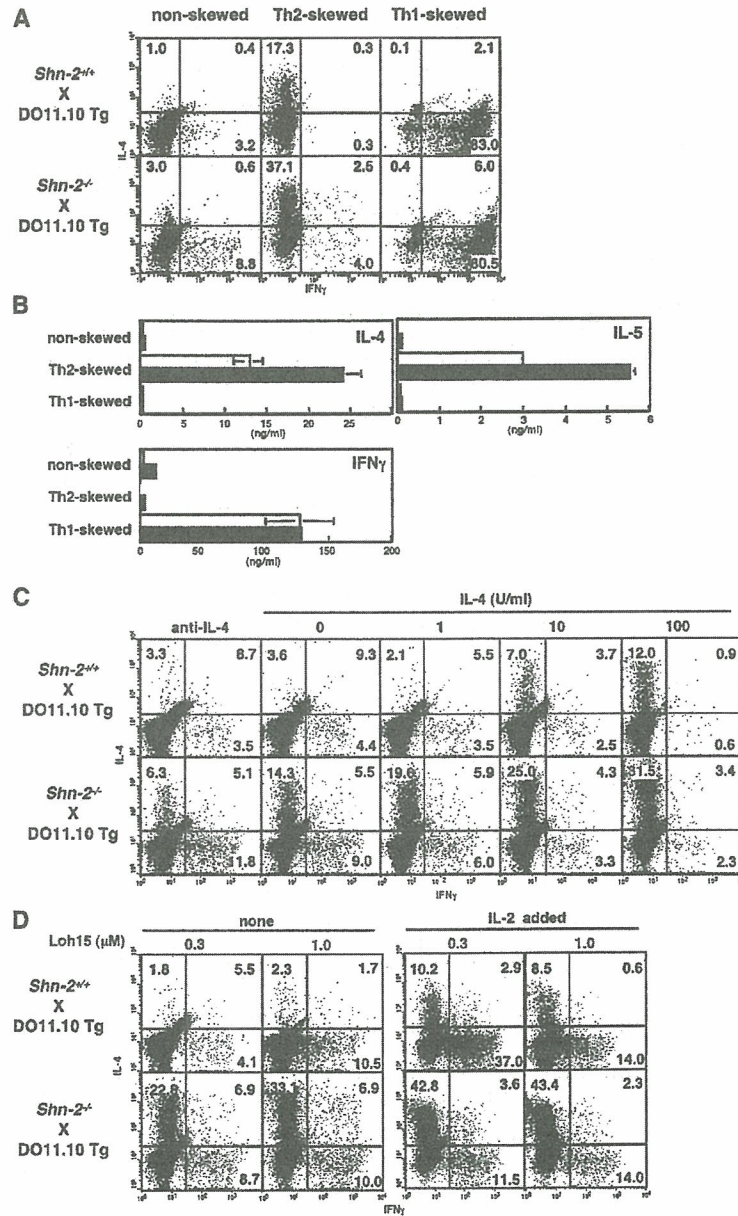 A
non-skewed Th2-skewed Th1-skewed
1.0 0.4 17.3 0.3 0.1 2.1
Shn-2+/+
X
DO11.10 Tg
3.2 0.3 83.0
IL-4
3.0 0.6 37.1 2.5 0.4 6.0
Shn-2-/-
X
DO11.10 Tg
8.8 4.0 80.5
IFNγ
B
IL-4 IL-5
non-skewed
Th2-skewed
Th1-skewed
0 5 10 15 20 25 0 1 2 3 4 5 6
(ng/ml) (ng/ml)
IFNγ
non-skewed
Th2-skewed
Th1-skewed
0 50 100 150 200
(ng/ml)
C
IL-4 (U/ml)
anti-IL-4 0 1 10 100
3.3 8.7 3.6 9.3 2.1 5.5 7.0 3.7 12.0 0.9
Shn-2+/+
X
DO11.10 Tg
3.5 4.4 3.5 2.5 0.6
IL-4
6.3 5.1 14.3 5.5 19.6 5.9 25.0 4.3 31.5 3.4
Shn-2-/-
X
DO11.10 Tg
11.8 9.0 6.0 3.3 2.3
IFNγ
D
none IL-2 added
Loh15 (μM) 0.3 1.0 0.3 1.0
1.8 5.5 2.3 1.7 10.2 2.9 8.5 0.6
Shn-2+/+
X
DO11.10 Tg
4.1 10.5 37.0 14.0
IL-4
6.9 33.1 6.9 42.8 3.6 43.4 2.3
Shn-2-/-
X
DO11.10 Tg
8.7 10.0 11.5 14.0
IFNγ IFNγ